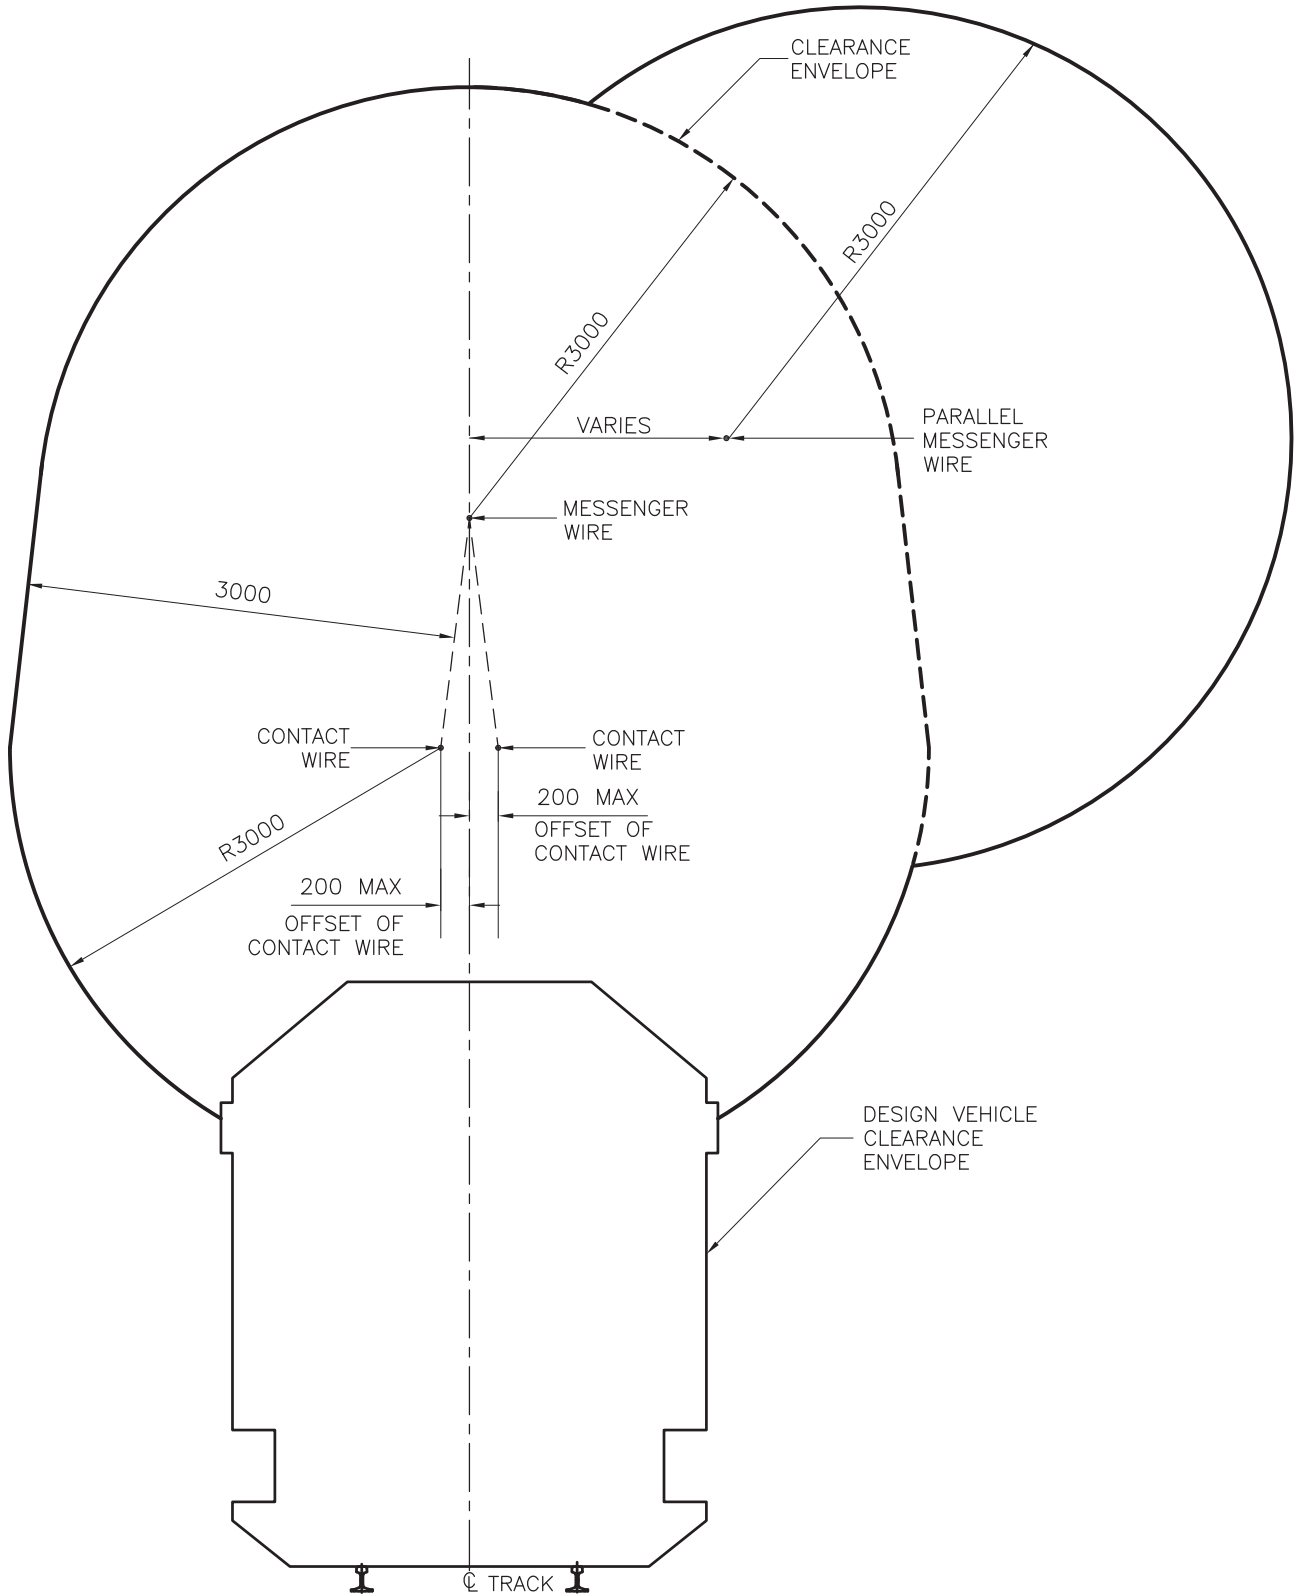 CLEARANCE
ENVELOPE
R3000
R3000
VARIES
PARALLEL
MESSENGER
WIRE
MESSENGER
WIRE
3000
CONTACT
WIRE
CONTACT
WIRE
200 MAX
OFFSET OF
CONTACT WIRE
R3000
200 MAX
OFFSET OF
CONTACT WIRE
DESIGN VEHICLE
CLEARANCE
ENVELOPE
℄ TRACK